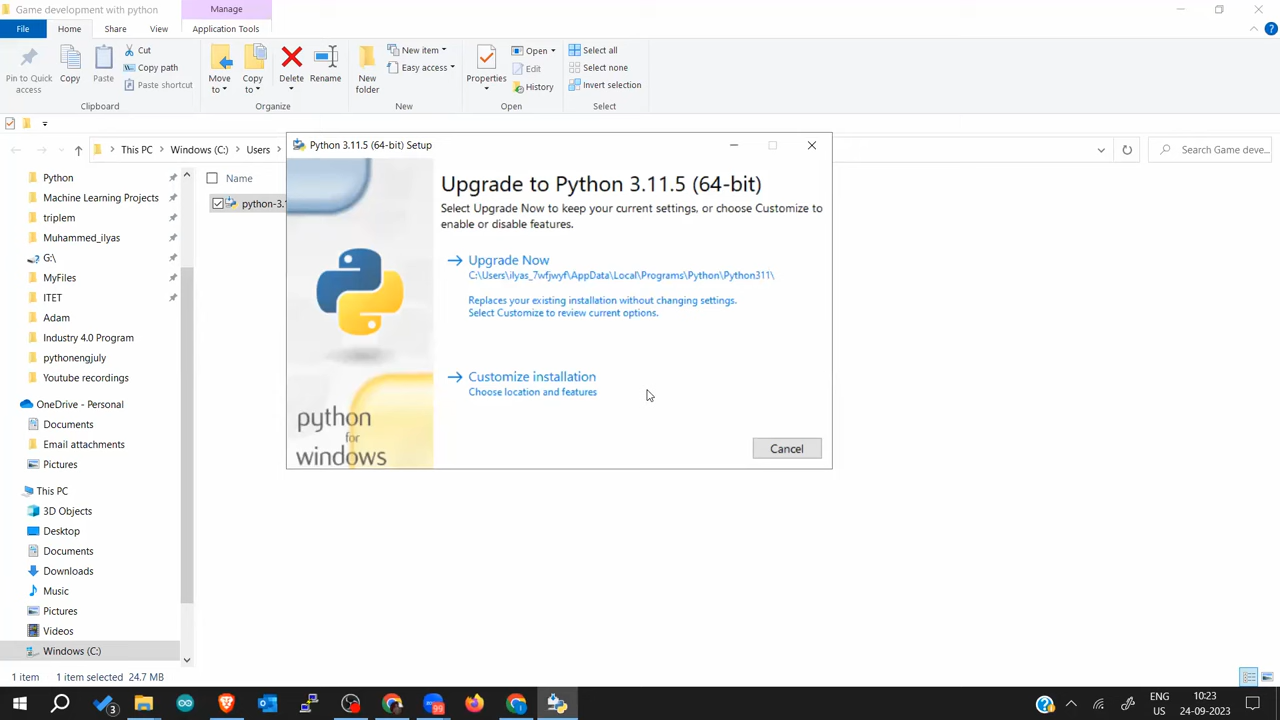 Game development with python
Manage
File
Home
Share
View
Application Tools
Pin to Quick access
Copy
Paste
Cut
Copy path
Paste shortcut
Clipboard
Move to
Copy to
Delete
Rename
Organize
New folder
New item
Easy access
New
Properties
Open
Edit
History
Open
Select all
Select none
Invert selection
Select
This PC
Windows (C:)
Users
Search Game deve...
Name
python-3.1
Python
Machine Learning Projects
triplem
Muhammed_ilyas
G:\
MyFiles
ITET
Adam
Industry 4.0 Program
pythonengjuly
Youtube recordings
OneDrive - Personal
Documents
Email attachments
Pictures
This PC
3D Objects
Desktop
Documents
Downloads
Music
Pictures
Videos
Windows (C:)
Python 3.11.5 (64-bit) Setup
Upgrade to Python 3.11.5 (64-bit)
Select Upgrade Now to keep your current settings, or choose Customize to
enable or disable features.
Upgrade Now
C:\Users\ilyas_7wfjwyf\AppData\Local\Programs\Python\Python311\
Replaces your existing installation without changing settings.
Select Customize to review current options.
Customize installation
Choose location and features
python
for
windows
Cancel
1 item
1 item selected 24.7 MB
3
99
ENG
US
10:23
24-09-2023